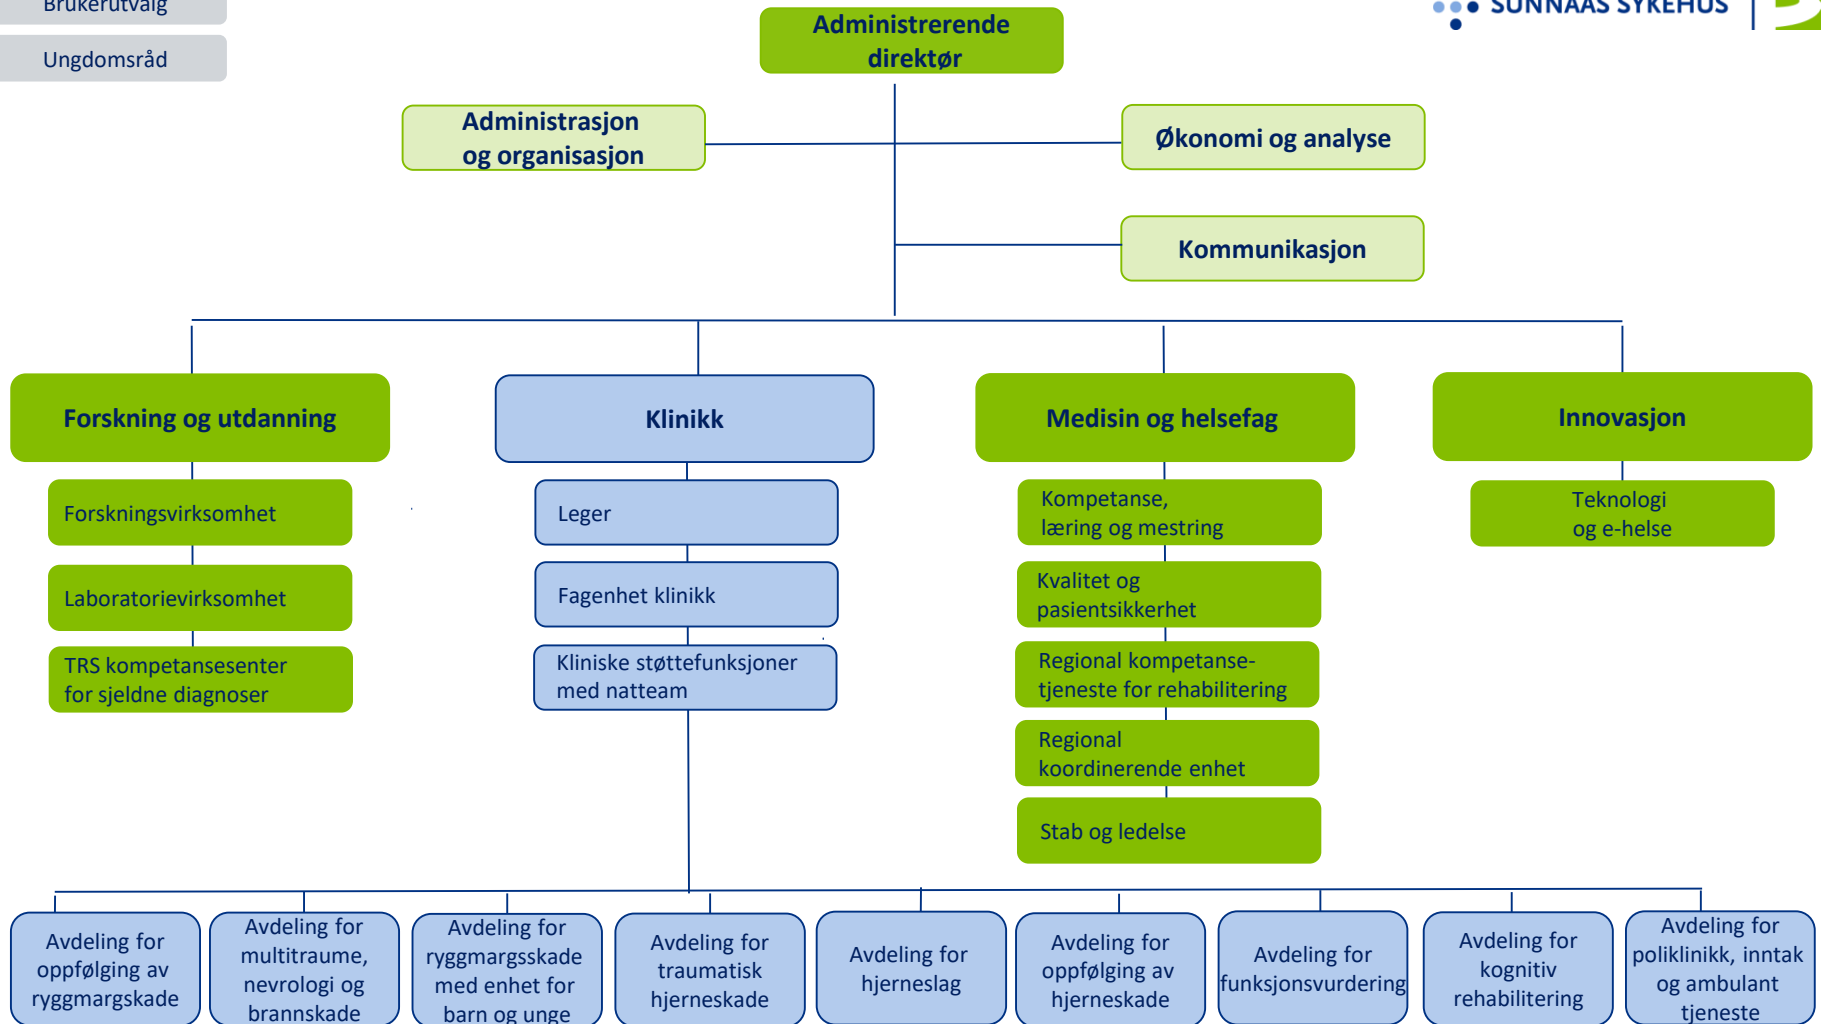 Brukerutvalg
Ungdomsråd
SUNNAAS SYKEHUS
Administrerende
direktør
Administrasjon
og organisasjon
Økonomi og analyse
Kommunikasjon
Forskning og utdanning
Forskningsvirksomhet
Laboratorievirksomhet
TRS kompetansesenter
for sjeldne diagnoser
Klinikk
Leger
Fagenhet klinikk
Kliniske støttefunksjoner
med natteam
Medisin og helsefag
Kompetanse,
læring og mestring
Kvalitet og
pasientsikkerhet
Regional kompetanse-
tjeneste for rehabilitering
Regional
koordinerende enhet
Stab og ledelse
Innovasjon
Teknologi
og e-helse
Avdeling for
oppfølging av
ryggmargskade
Avdeling for
multitraume,
nevrologi og
brannskade
Avdeling for
ryggmargsskade
med enhet for
barn og unge
Avdeling for
traumatisk
hjerneskade
Avdeling for
hjerneslag
Avdeling for
oppfølging av
hjerneskade
Avdeling for
funksjonsvurdering
Avdeling for
kognitiv
rehabilitering
Avdeling for
poliklinikk, inntak
og ambulant
tjeneste